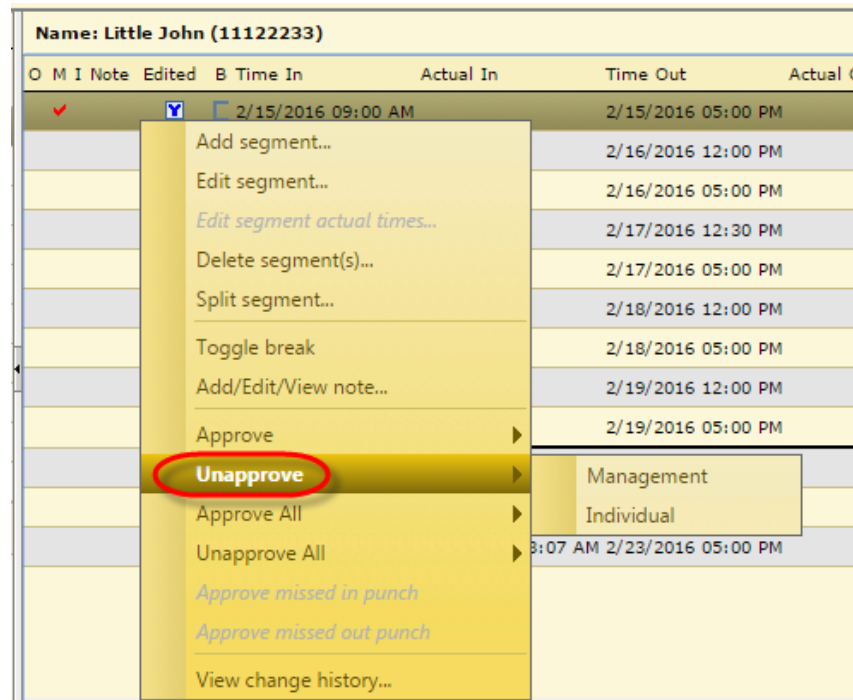 Name: Little John (11122233)
O M I Note Edited B Time In Actual In Time Out Actual
Y 2/15/2016 09:00 AM 2/15/2016 05:00 PM
Add segment...
2/16/2016 12:00 PM
Edit segment...
2/16/2016 05:00 PM
Edit segment actual times...
2/17/2016 12:30 PM
Delete segment(s)...
2/17/2016 05:00 PM
Split segment...
2/18/2016 12:00 PM
Toggle break
2/18/2016 05:00 PM
Add/Edit/View note...
2/19/2016 12:00 PM
Approve
2/19/2016 05:00 PM
Unapprove
Management
Approve All
Individual
Unapprove All
:07 AM 2/23/2016 05:00 PM
Approve missed in punch
Approve missed out punch
View change history...